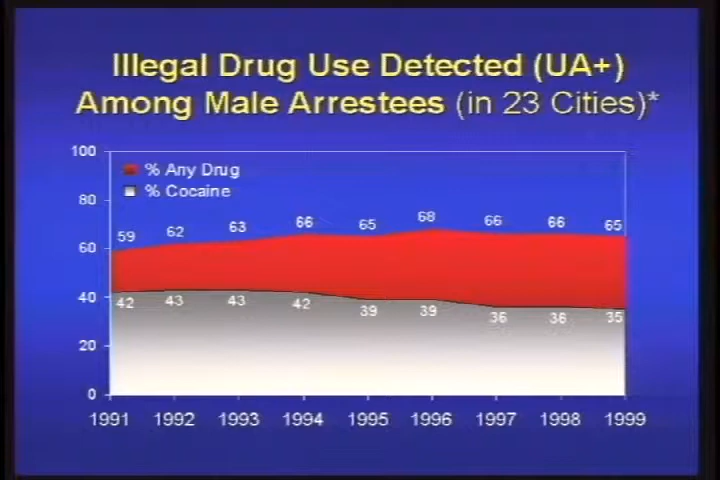 Illegal Drug Use Detected (UA+)
Among Male Arrestees (in 23 Cities)*
100
80
60
40
20
0
% Any Drug
% Cocaine
59 62 63 66 65 68 66 66 65
42 43 43 42 39 39 36 36 35
1991 1992 1993 1994 1995 1996 1997 1998 1999